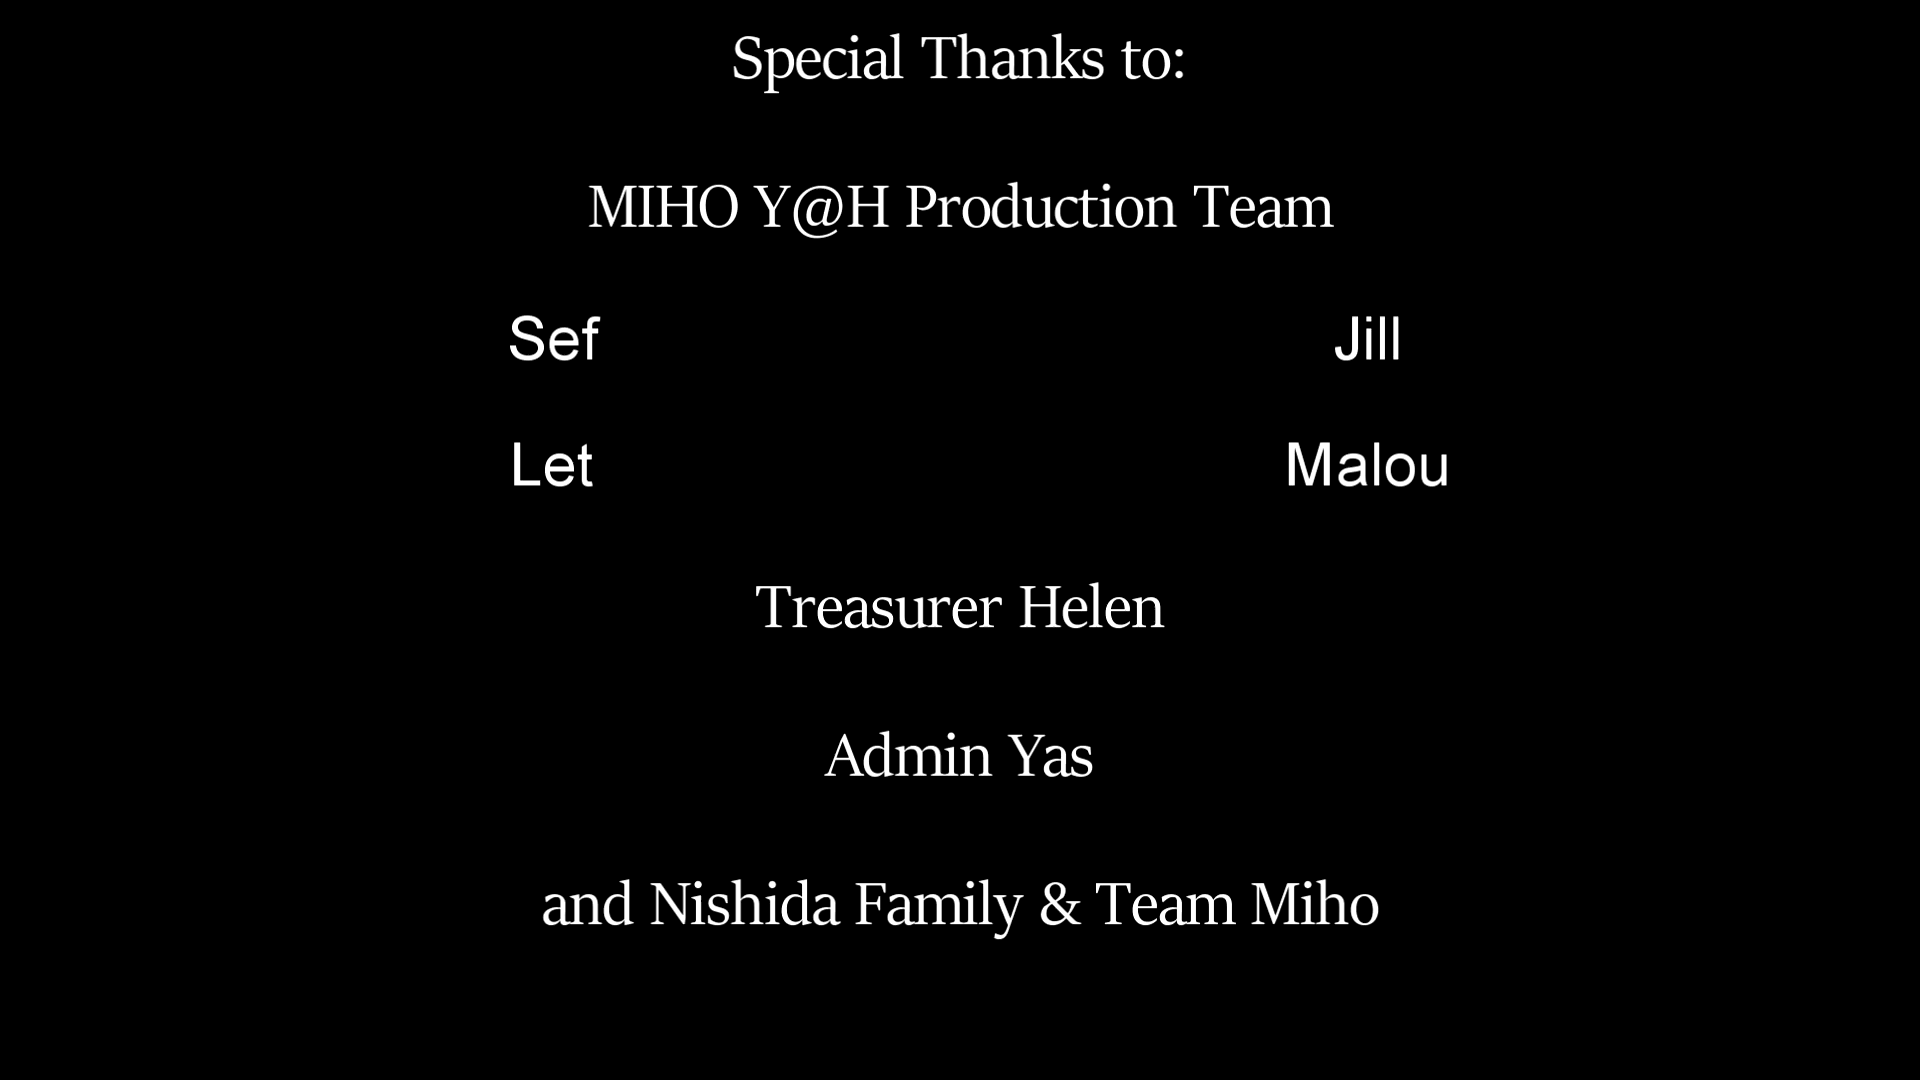 Special Thanks to:
MIHO Y@H Production Team
Sef Jill
Let Malou
Treasurer Helen
Admin Yas
and Nishida Family & Team Miho